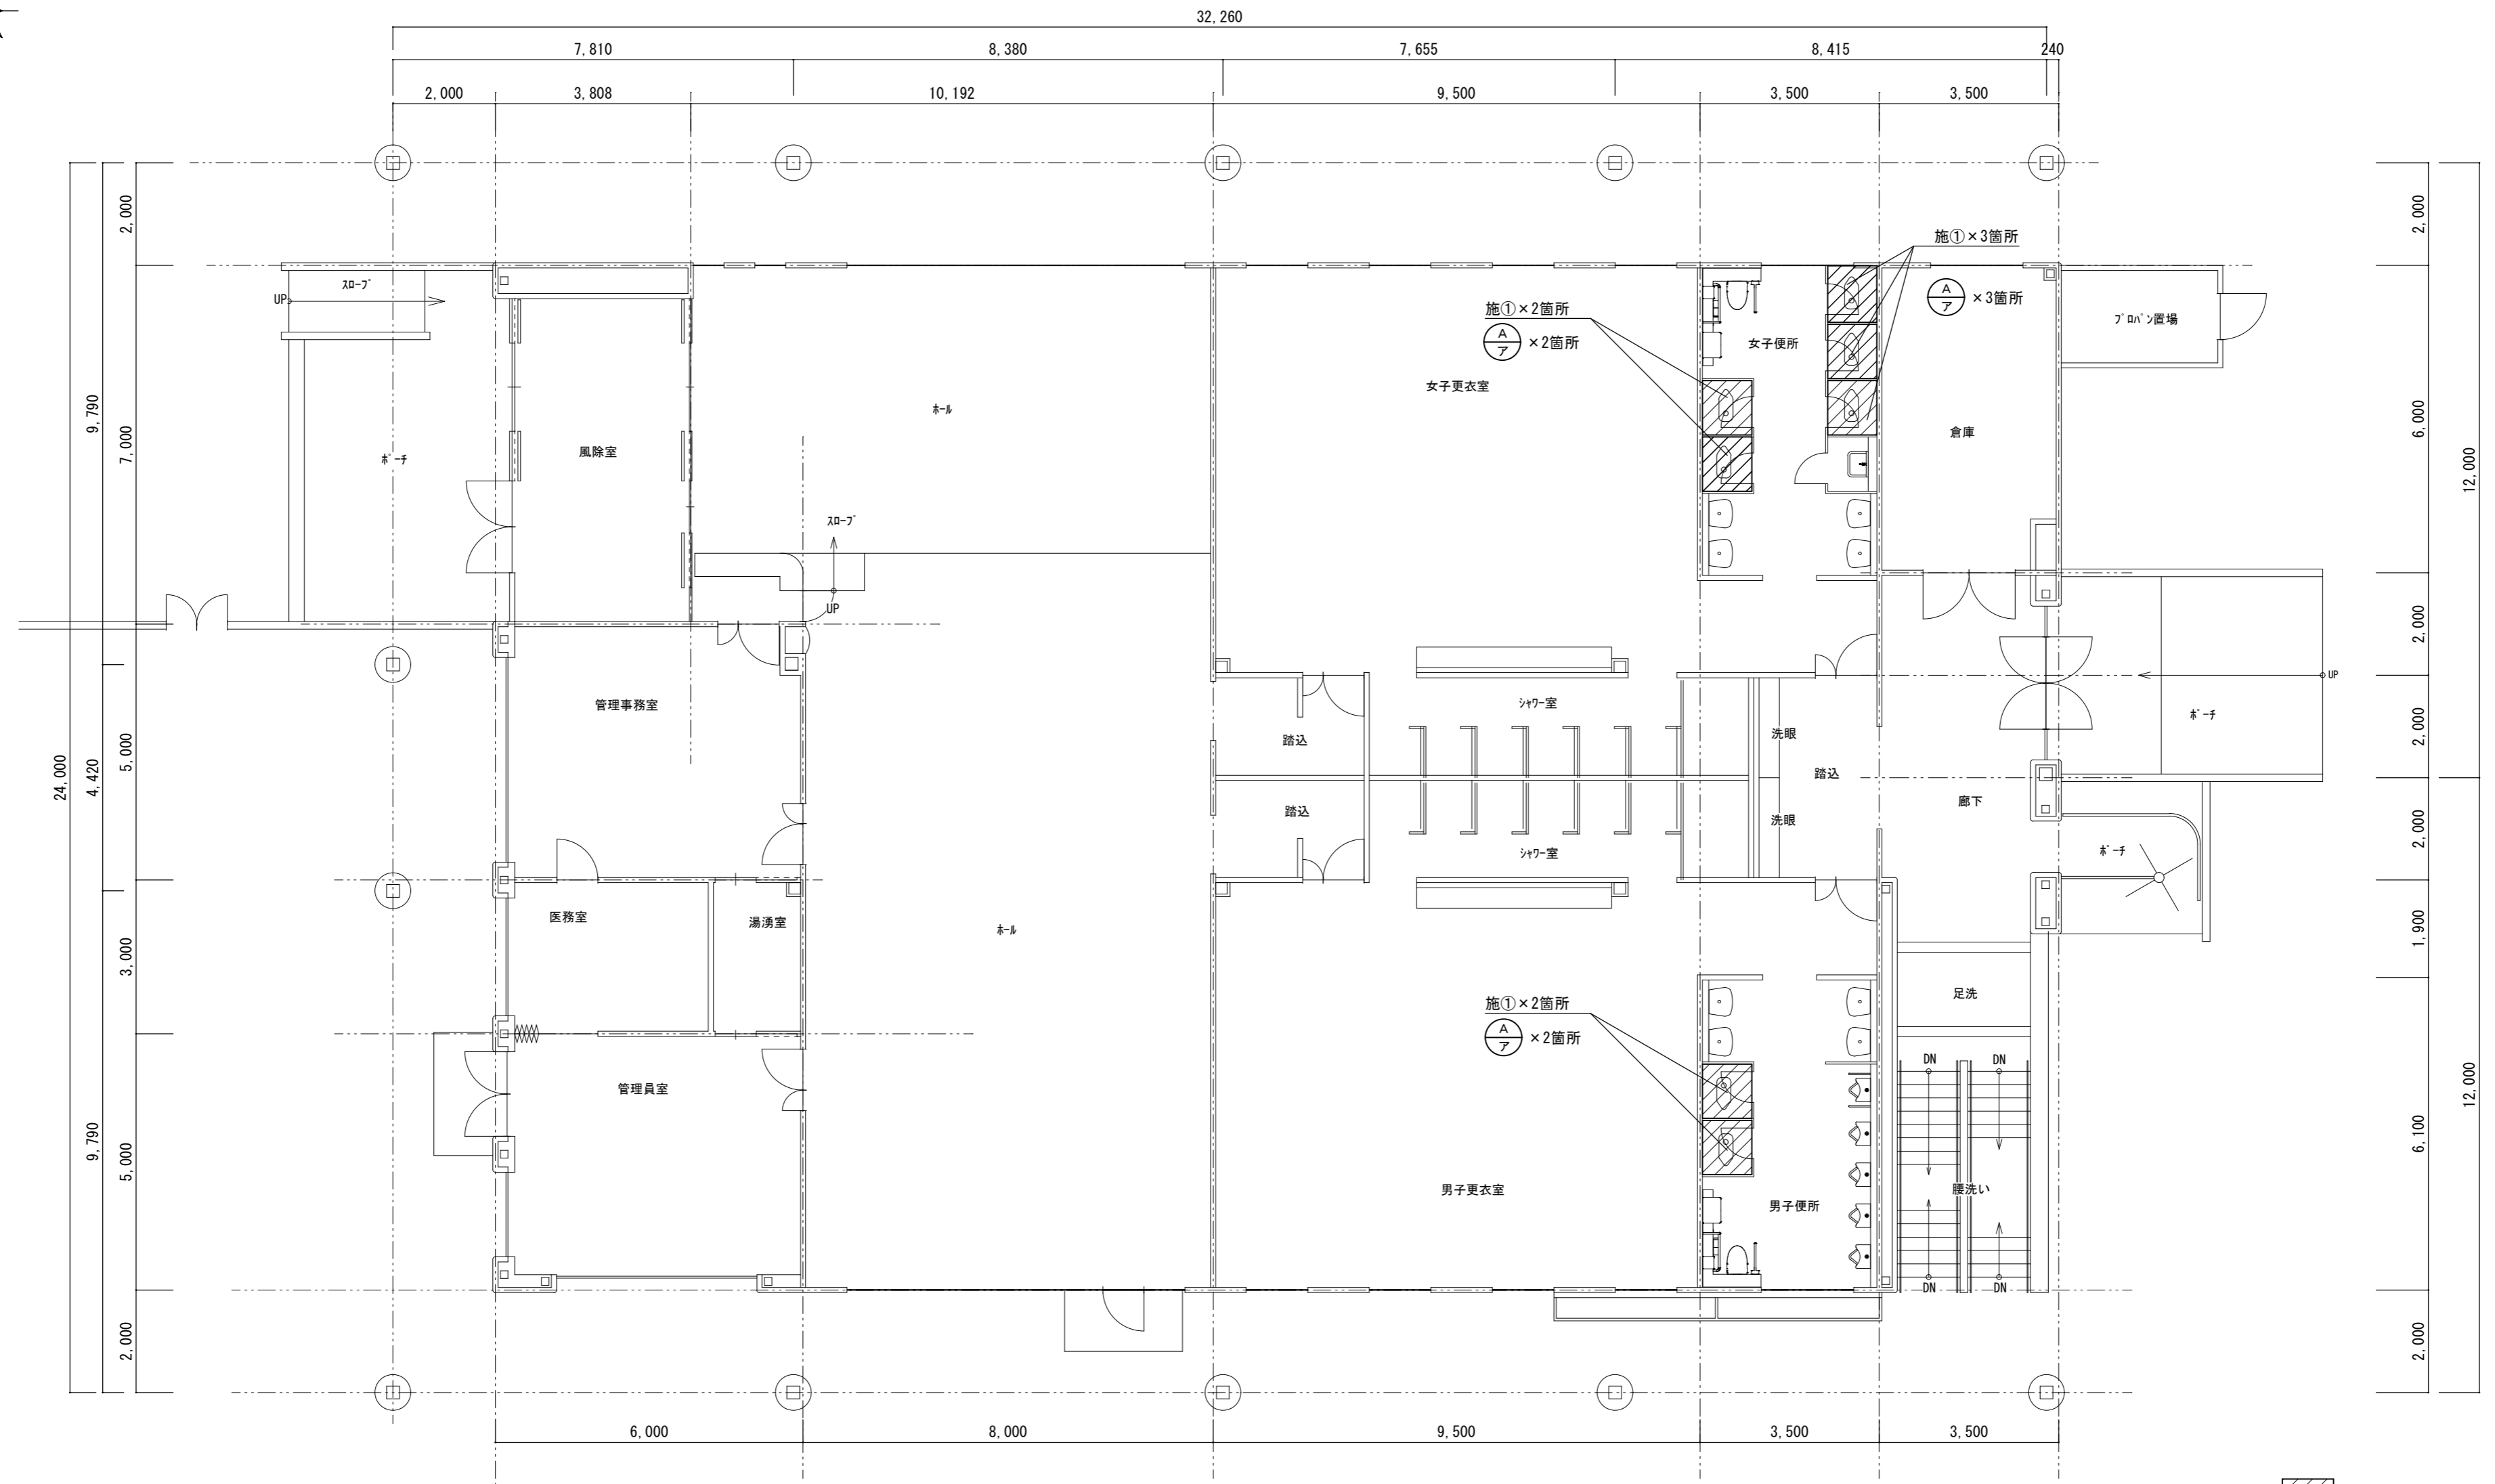 32,260
7,810
8,380
7,655
8,415
240
2,000
3,808
10,192
9,500
3,500
3,500
2,000
2,000
施①×3箇所
スロープ
UP
A
ア
×3箇所
施①×2箇所
A
ア
×2箇所
プロパン置場
女子便所
女子更衣室
9,790
ホール
6,000
7,000
倉庫
風除室
ポーチ
12,000
スロープ
UP
2,000
UP
管理事務室
シャワー室
ポーチ
踏込
洗眼
2,000
5,000
4,420
24,000
踏込
廊下
踏込
洗眼
2,000
シャワー室
ポーチ
医務室
湯湧室
ホール
1,900
3,000
足洗
施①×2箇所
A
ア
×2箇所
DN
DN
管理員室
12,000
9,790
5,000
6,100
男子更衣室
腰洗い
男子便所
DN
DN
2,000
2,000
6,000
8,000
9,500
3,500
3,500